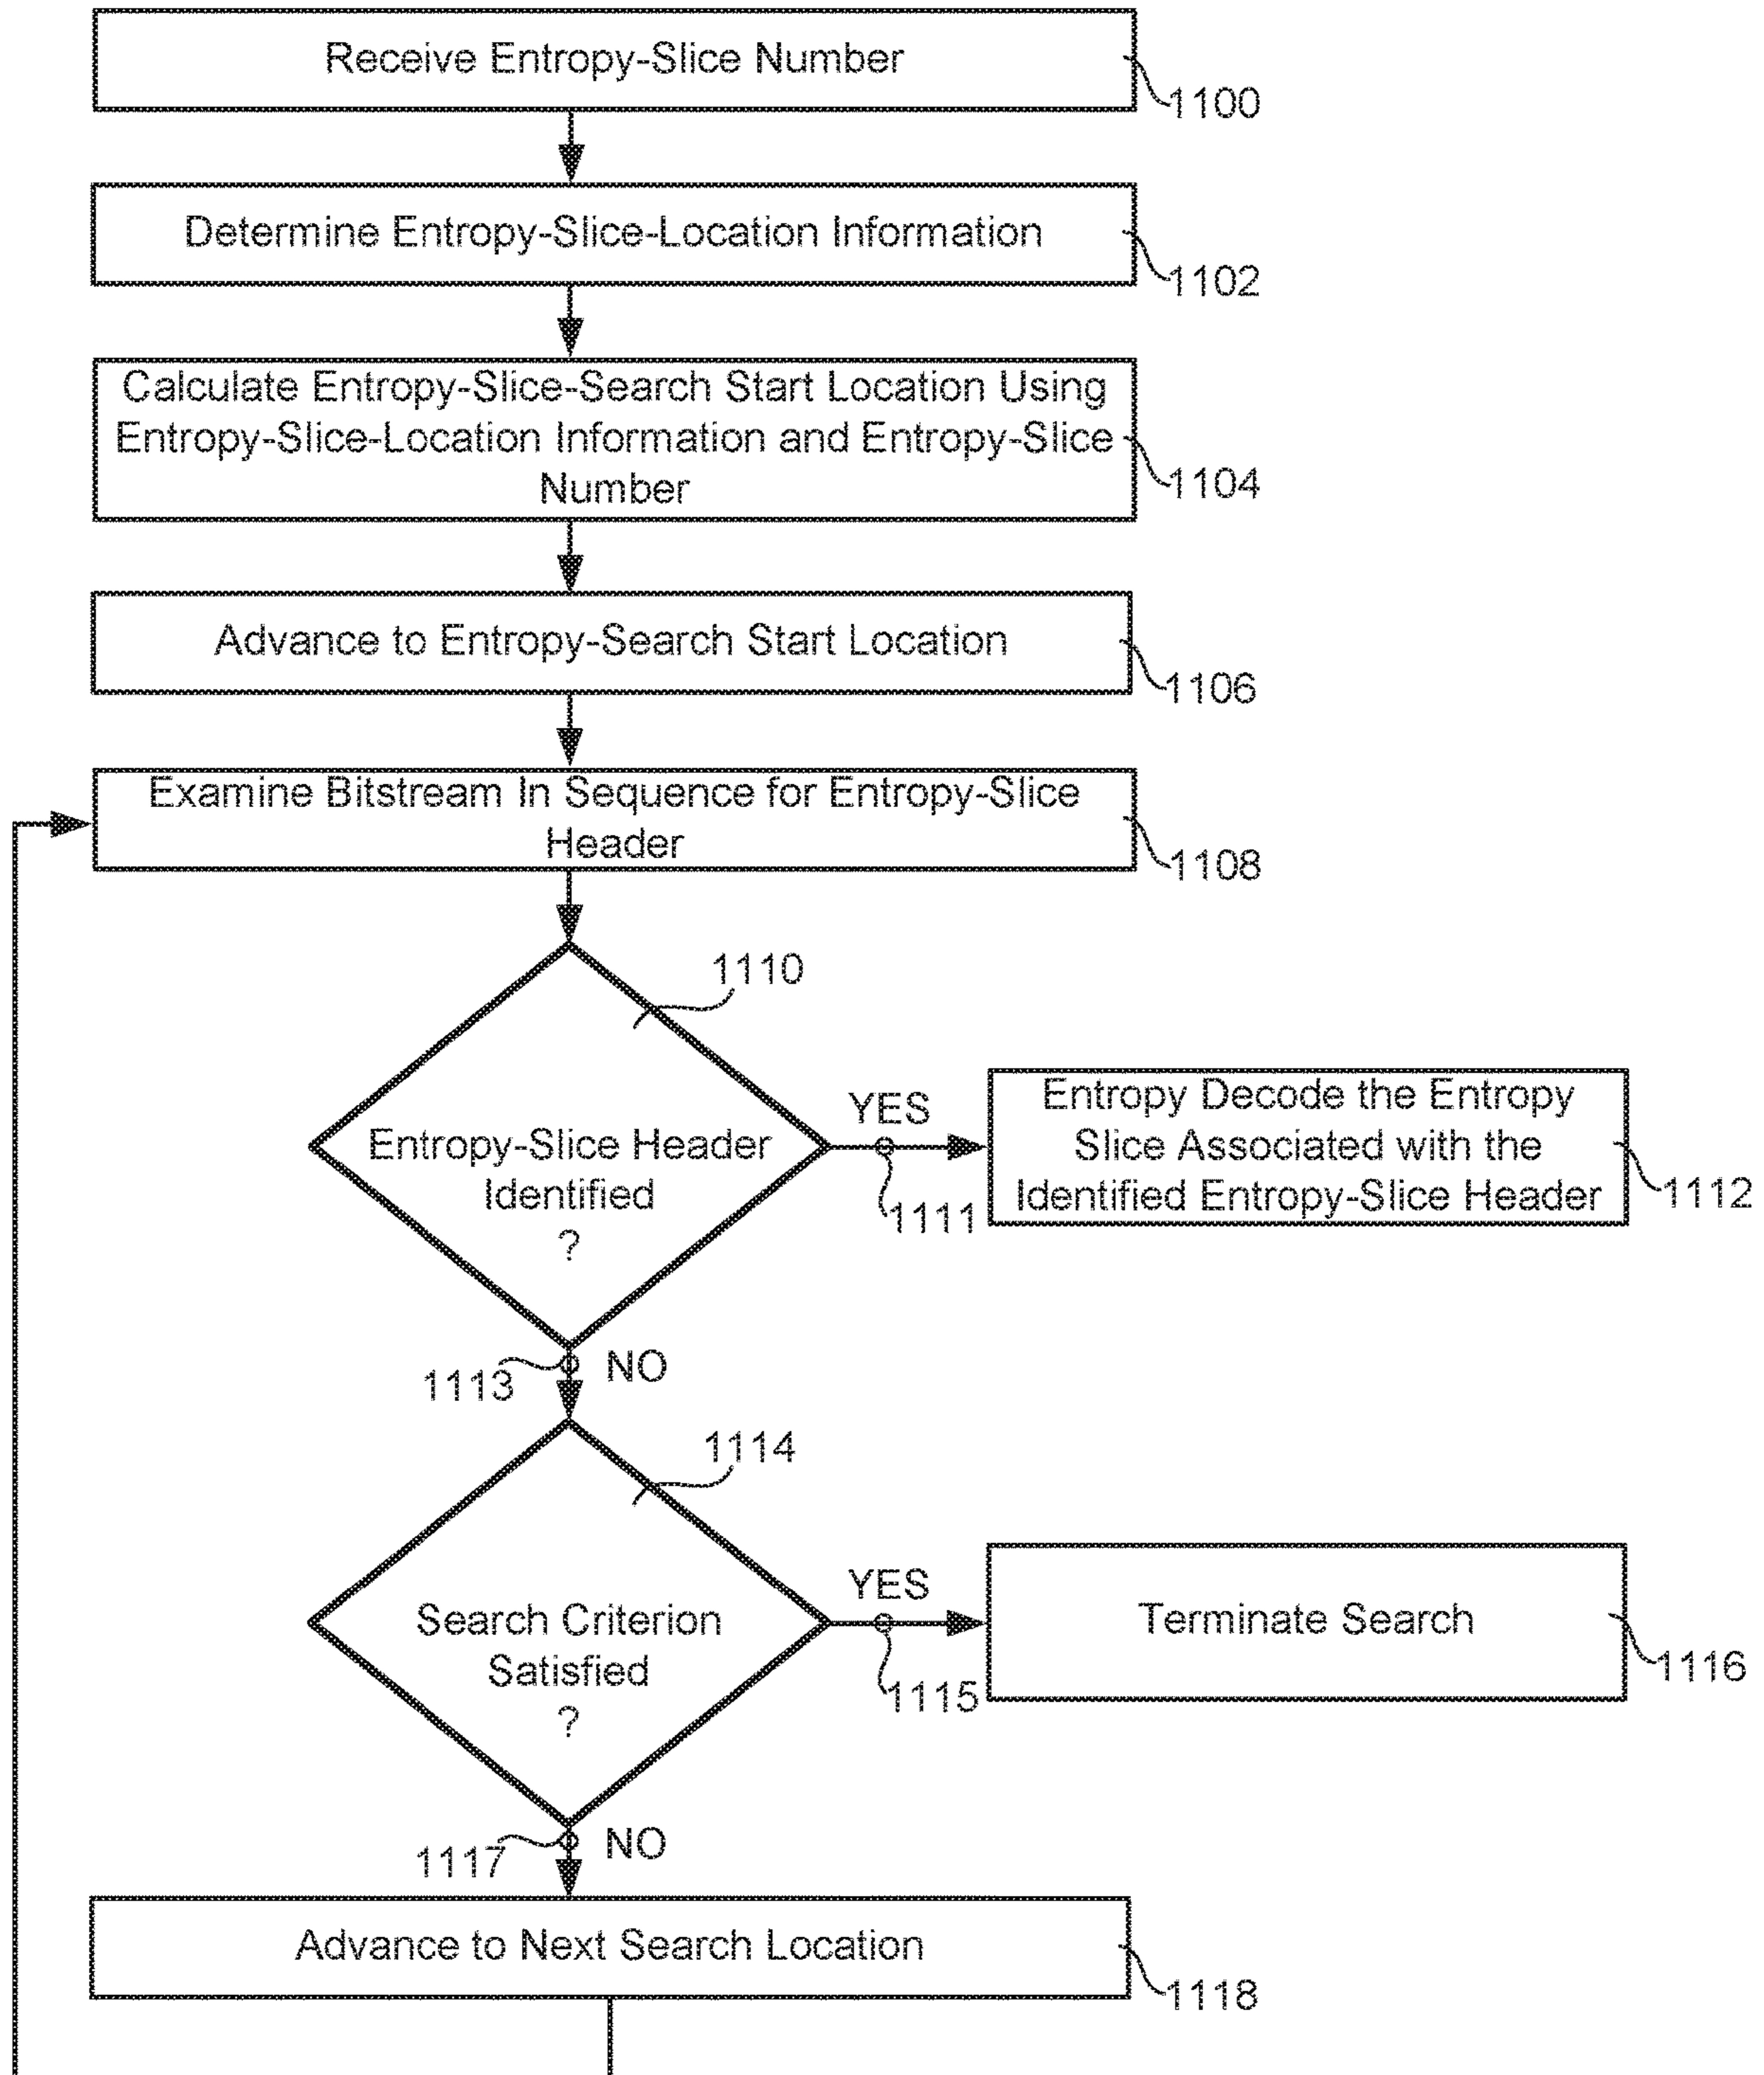 Receive Entropy-Slice Number
1100
Determine Entropy-Slice-Location Information
1102
Calculate Entropy-Slice-Search Start Location Using
Entropy-Slice-Location Information and Entropy-Slice
Number
1104
Advance to Entropy-Search Start Location
1106
Examine Bitstream In Sequence for Entropy-Slice
Header
1108
1110
Entropy-Slice Header
Identified
?
YES
1111
Entropy Decode the Entropy
Slice Associated with the
Identified Entropy-Slice Header
1112
1113
NO
1114
Search Criterion
Satisfied
?
YES
1115
Terminate Search
1116
1117
NO
Advance to Next Search Location
1118